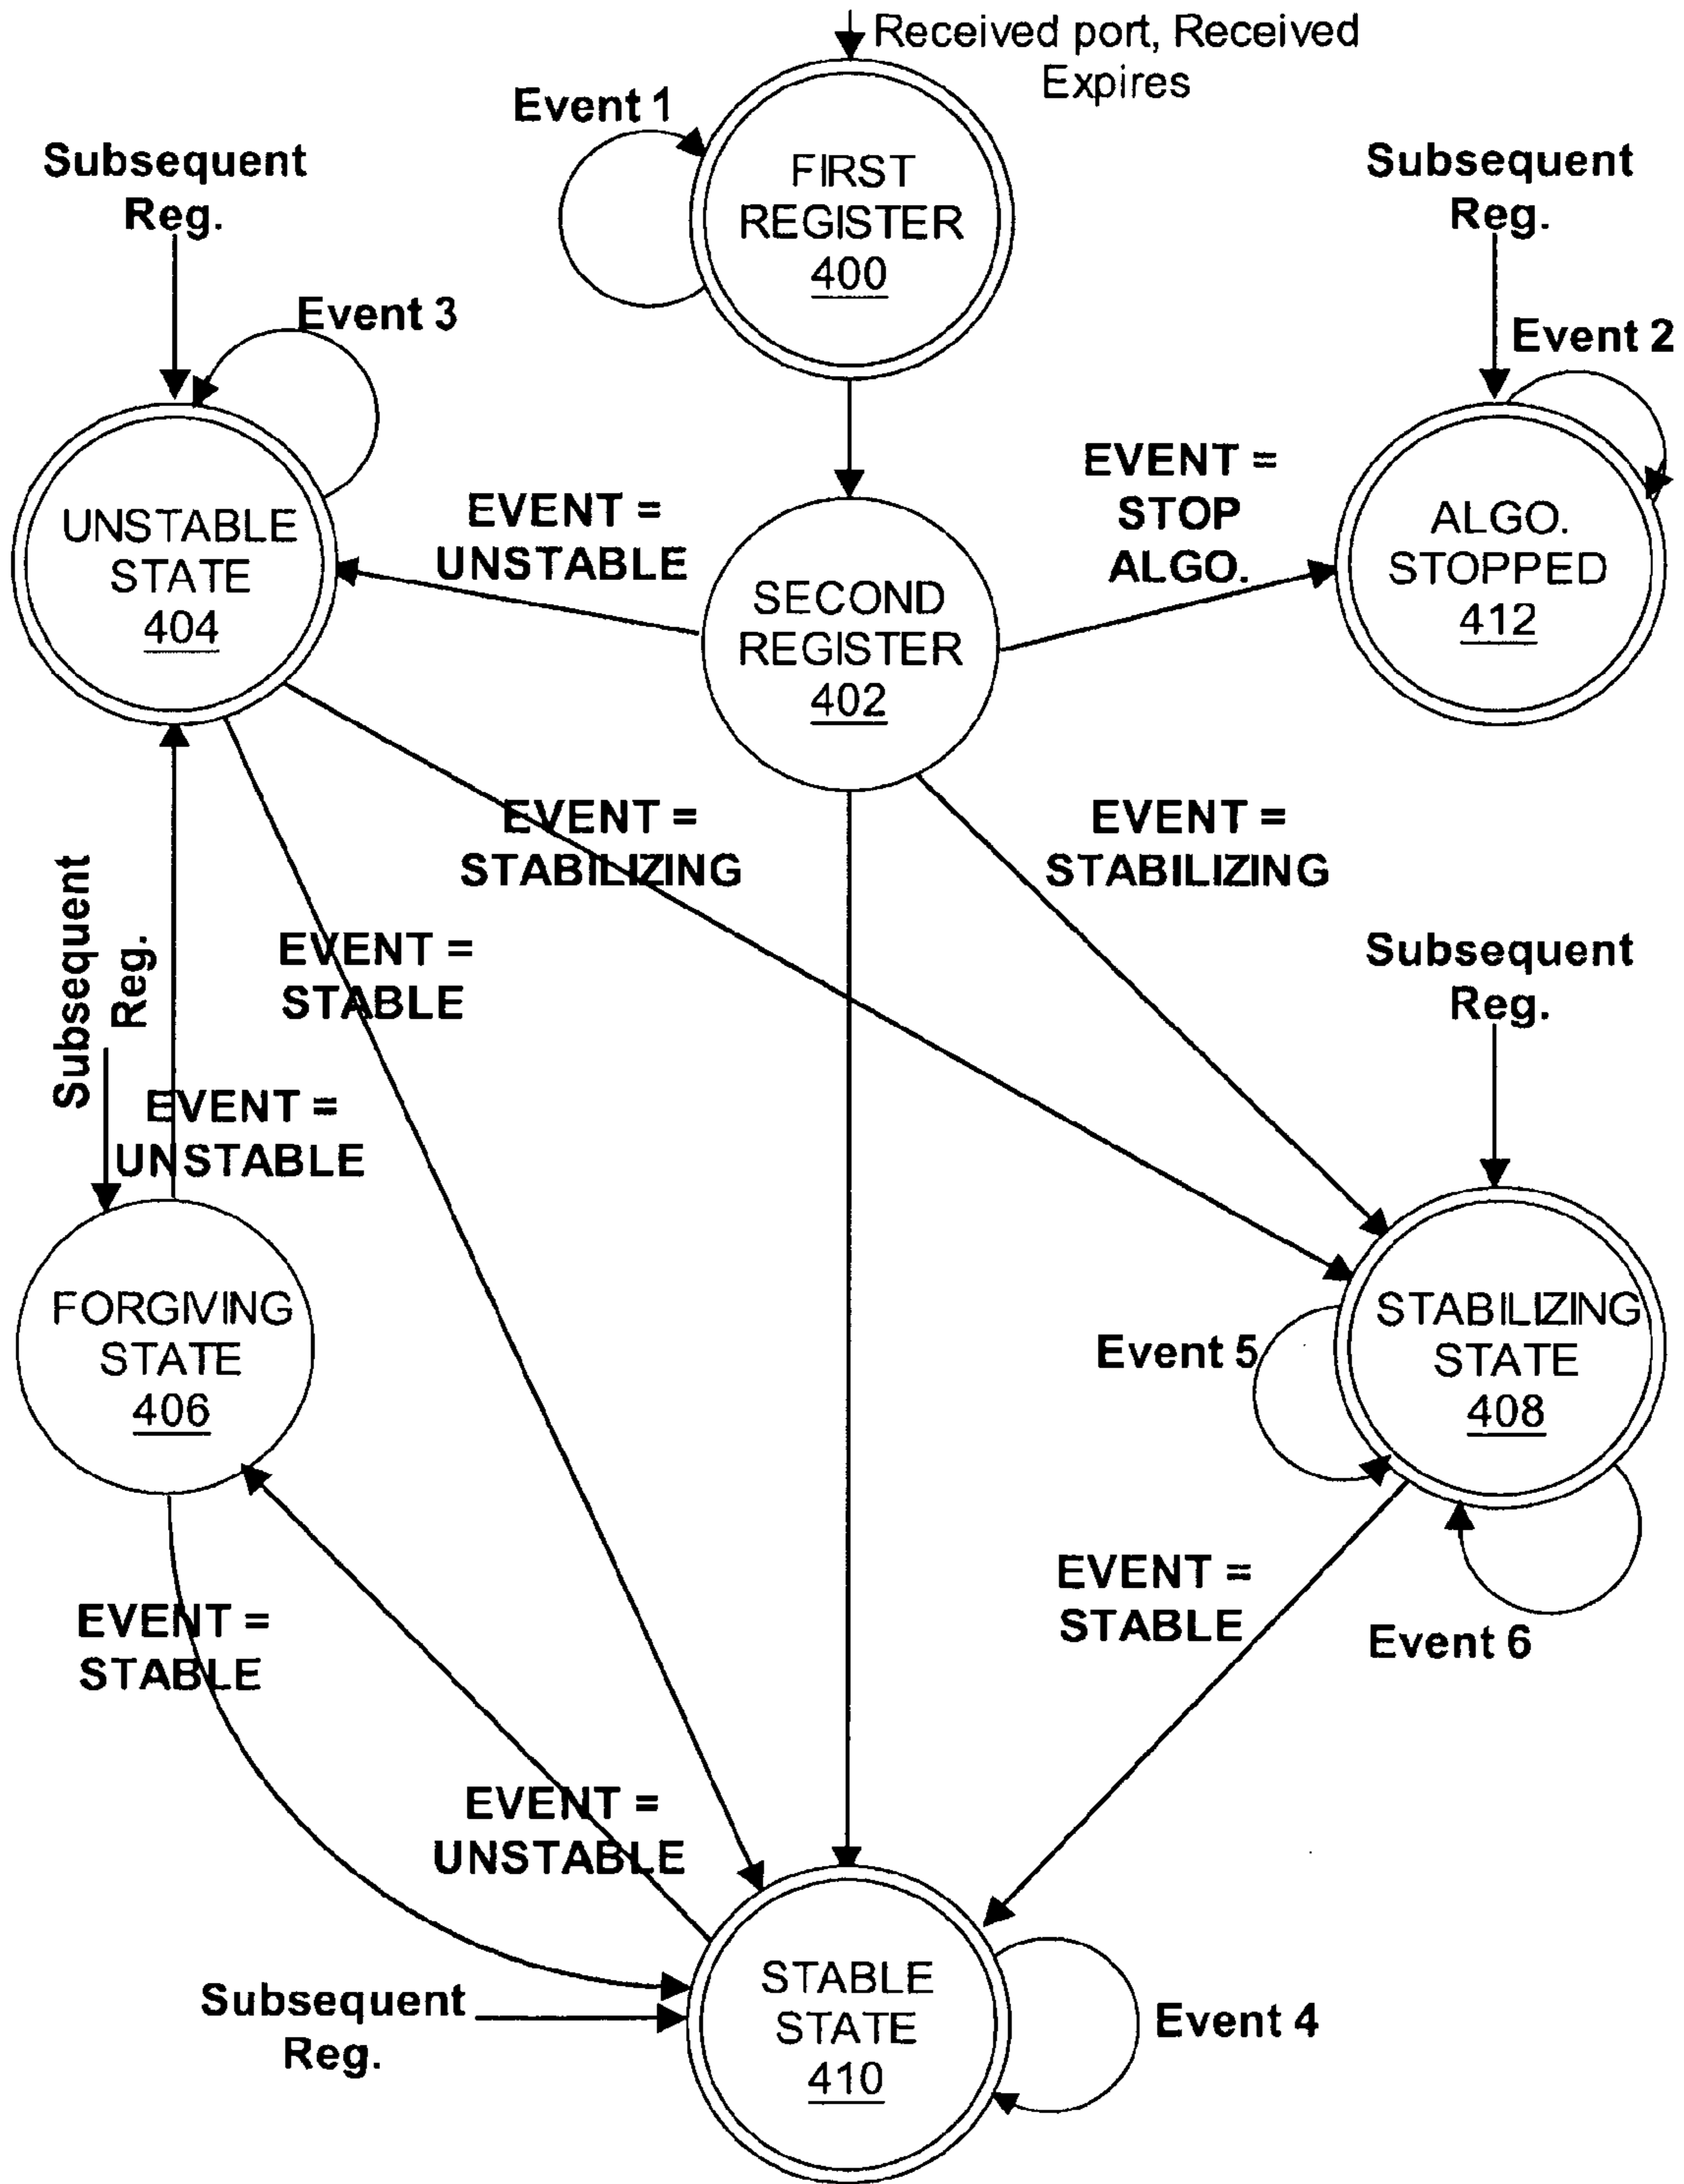 Received port, Received
Expires
Event 1
FIRST
REGISTER
400
Subsequent
Reg.
Subsequent
Reg.
Event 3
Event 2
UNSTABLE
STATE
404
EVENT =
UNSTABLE
SECOND
REGISTER
402
EVENT =
STOP
ALGO.
ALGO.
STOPPED
412
EVENT =
STABILIZING
EVENT =
STABILIZING
EVENT =
STABLE
Subsequent
Reg.
Subsequent
Reg.
EVENT =
UNSTABLE
FORGIVING
STATE
406
Event 5
STABILIZING
STATE
408
EVENT =
STABLE
EVENT =
STABLE
Event 6
EVENT =
UNSTABLE
Subsequent
Reg.
STABLE
STATE
410
Event 4